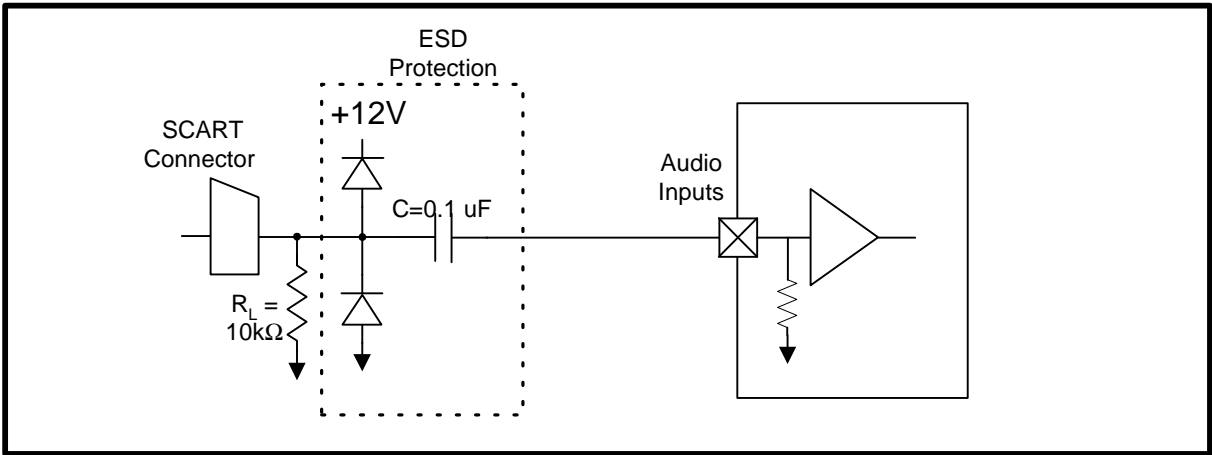 ESD
Protection
+12V
SCART
Connector
Audio
Inputs
C=0.1 uF
R_L =
10kΩ